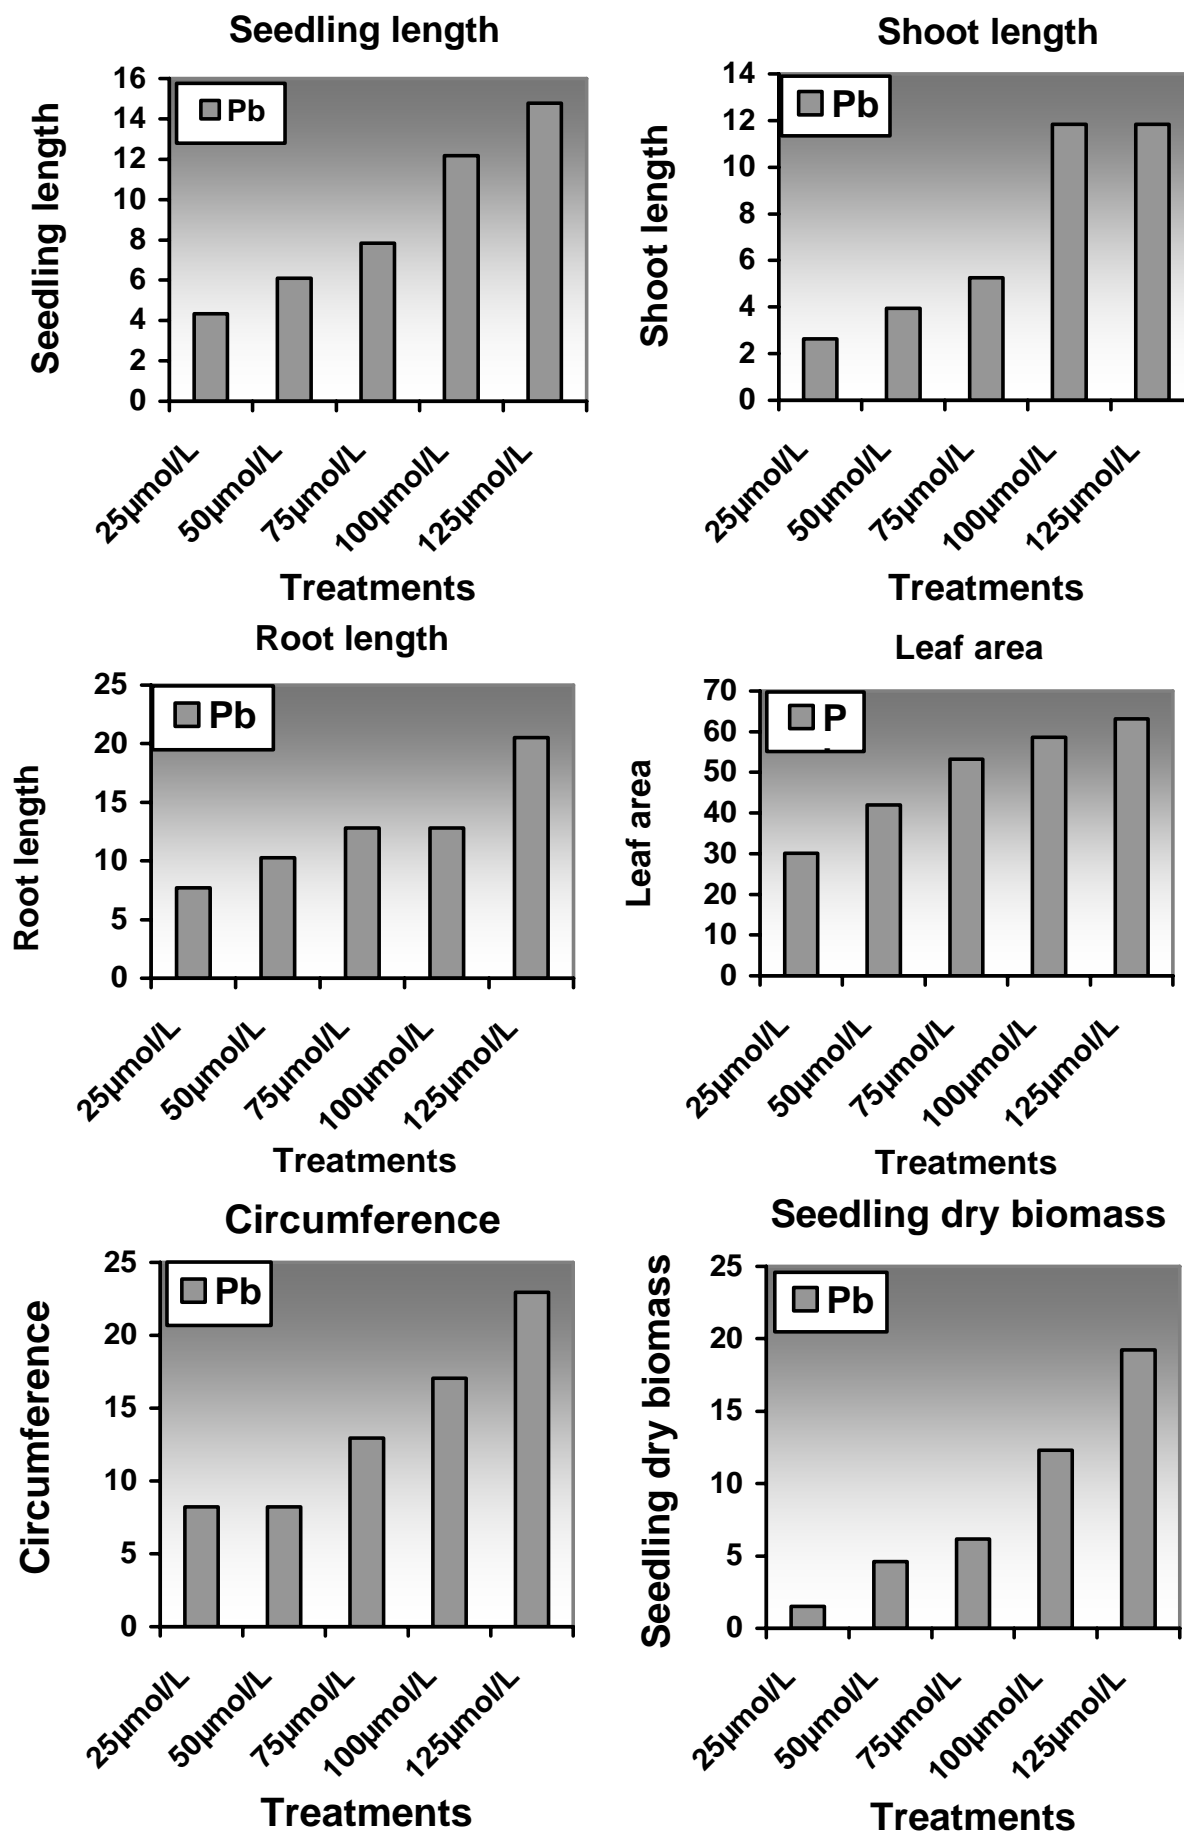 Seedling length
Seedling length
16
14
12
10
8
6
4
2
0
Pb
25µmol/L
50µmol/L
75µmol/L
100µmol/L
125µmol/L
Treatments
Shoot length
Shoot length
14
12
10
8
6
4
2
0
Pb
25µmol/L
50µmol/L
75µmol/L
100µmol/L
125µmol/L
Treatments
Root length
Root length
25
20
15
10
5
0
Pb
25µmol/L
50µmol/L
75µmol/L
100µmol/L
125µmol/L
Treatments
Leaf area
Leaf area
70
60
50
40
30
20
10
0
P
25µmol/L
50µmol/L
75µmol/L
100µmol/L
125µmol/L
Treatments
Circumference
Circumference
25
20
15
10
5
0
Pb
25µmol/L
50µmol/L
75µmol/L
100µmol/L
125µmol/L
Treatments
Seedling dry biomass
Seedling dry biomass
25
20
15
10
5
0
Pb
25µmol/L
50µmol/L
75µmol/L
100µmol/L
125µmol/L
Treatments